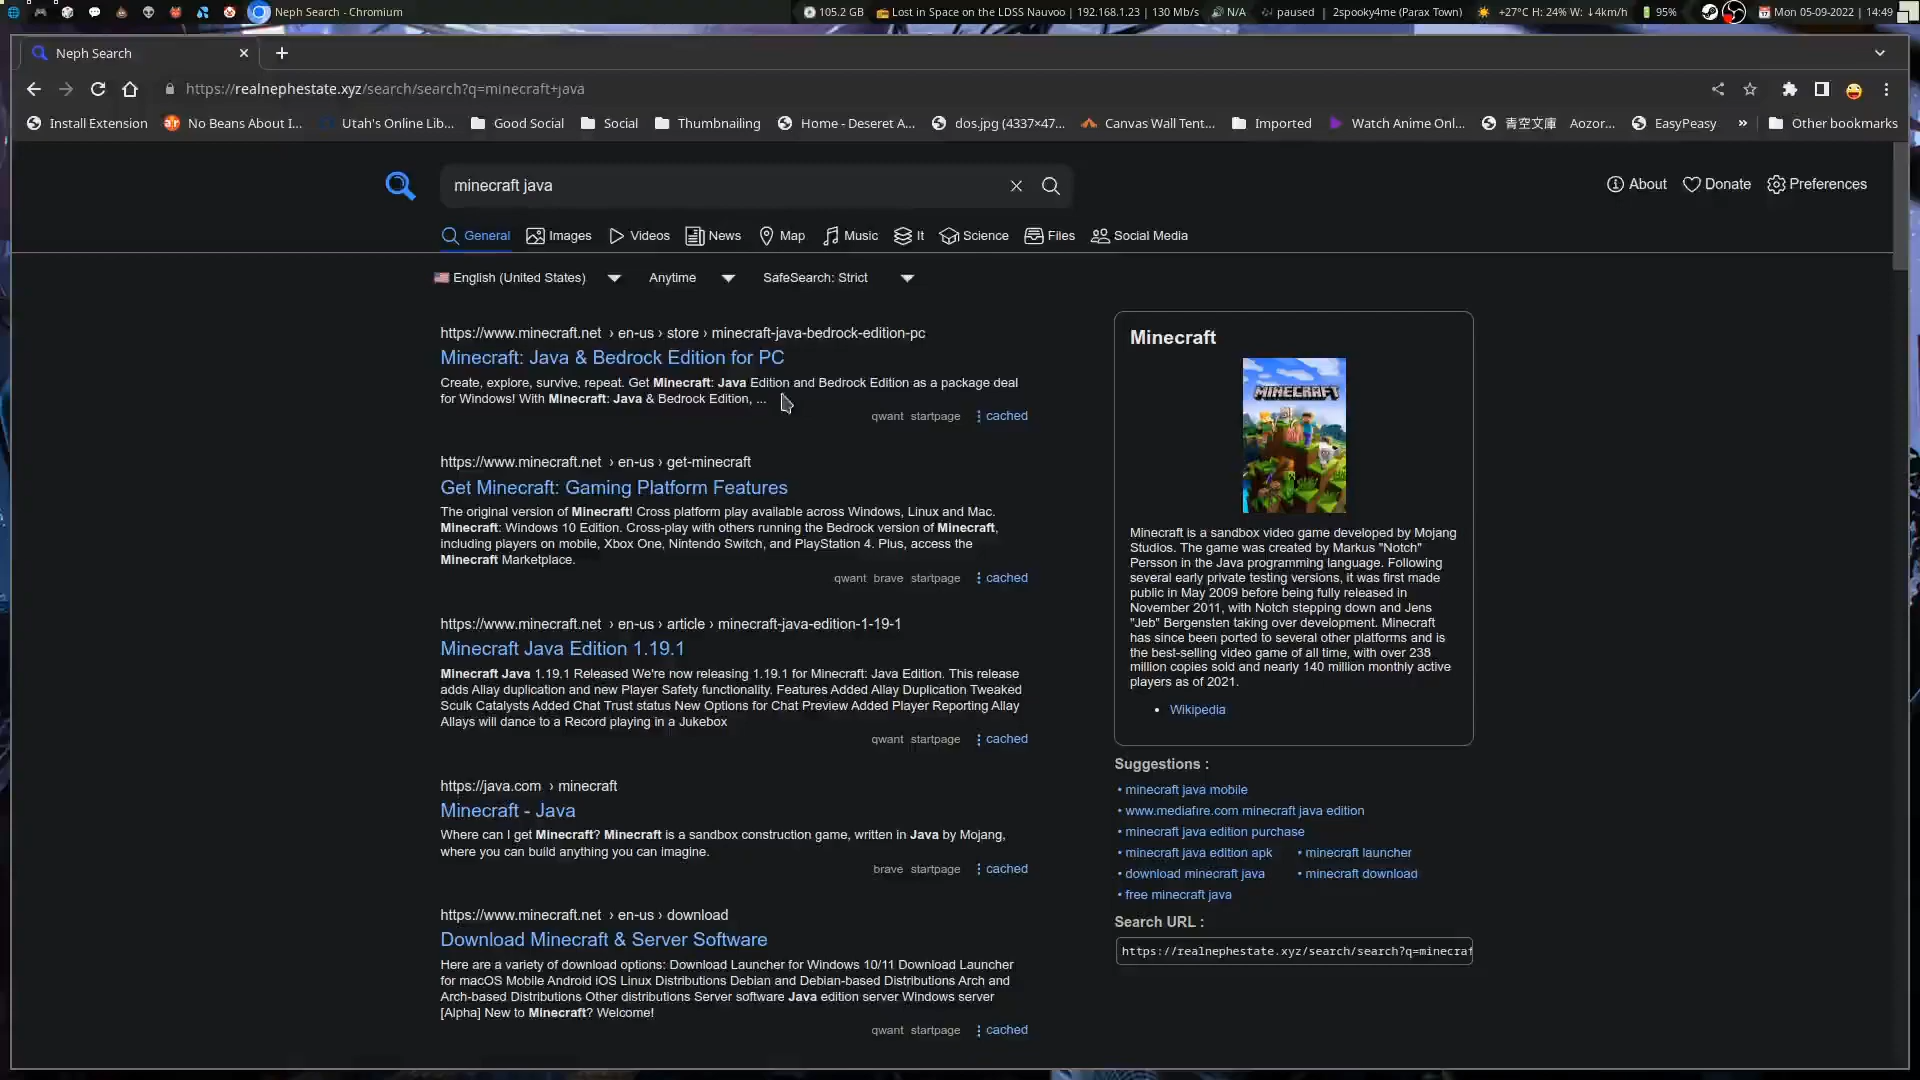 Neph Search - Chromium
105.2 GB
Lost in Space on the LDSS Nauvoo | 192.168.1.23 | 130 Mb/s
N/A
paused | 2spooky4me (Parax Town)
+27°C H: 24% W: ↓4km/h
95%
Mon 05-09-2022 | 14:49
Neph Search
https://realnephestate.xyz/search/search?q=minecraft+java
Install Extension
No Beans About I...
Utah's Online Lib...
Good Social
Social
Thumbnailing
Home - Deseret A...
dos.jpg (4337×47...
Canvas Wall Tent...
Imported
Watch Anime Onl...
青空文庫 Aozor...
EasyPeasy
»
Other bookmarks
minecraft java
About
Donate
Preferences
General
Images
Videos
News
Map
Music
It
Science
Files
Social Media
English (United States)
Anytime
SafeSearch: Strict
https://www.minecraft.net › en-us › store › minecraft-java-bedrock-edition-pc
Minecraft: Java & Bedrock Edition for PC
Create, explore, survive, repeat. Get Minecraft: Java Edition and Bedrock Edition as a package deal
for Windows! With Minecraft: Java & Bedrock Edition, ...
qwant startpage cached
https://www.minecraft.net › en-us › get-minecraft
Get Minecraft: Gaming Platform Features
The original version of Minecraft! Cross platform play available across Windows, Linux and Mac.
Minecraft: Windows 10 Edition. Cross-play with others running the Bedrock version of Minecraft,
including players on mobile, Xbox One, Nintendo Switch, and PlayStation 4. Plus, access the
Minecraft Marketplace.
qwant brave startpage cached
https://www.minecraft.net › en-us › article › minecraft-java-edition-1-19-1
Minecraft Java Edition 1.19.1
Minecraft Java 1.19.1 Released We're now releasing 1.19.1 for Minecraft: Java Edition. This release
adds Allay duplication and new Player Safety functionality. Features Added Allay Duplication Tweaked
Sculk Catalysts Added Chat Trust status New Options for Chat Preview Added Player Reporting Allay
Allays will dance to a Record playing in a Jukebox
qwant startpage cached
https://java.com › minecraft
Minecraft - Java
Where can I get Minecraft? Minecraft is a sandbox construction game, written in Java by Mojang,
where you can build anything you can imagine.
brave startpage cached
https://www.minecraft.net › en-us › download
Download Minecraft & Server Software
Here are a variety of download options: Download Launcher for Windows 10/11 Download Launcher
for macOS Mobile Android iOS Linux Distributions Debian and Debian-based Distributions Arch and
Arch-based Distributions Other distributions Server software Java edition server Windows server
[Alpha] New to Minecraft? Welcome!
qwant startpage cached
Minecraft
MINECRAFT
Minecraft is a sandbox video game developed by Mojang
Studios. The game was created by Markus "Notch"
Persson in the Java programming language. Following
several early private testing versions, it was first made
public in May 2009 before being fully released in
November 2011, with Notch stepping down and Jens
"Jeb" Bergensten taking over development. Minecraft
has since been ported to several other platforms and is
the best-selling video game of all time, with over 238
million copies sold and nearly 140 million monthly active
players as of 2021.
• Wikipedia
Suggestions :
• minecraft java mobile
• www.mediafire.com minecraft java edition
• minecraft java edition purchase
• minecraft java edition apk • minecraft launcher
• download minecraft java • minecraft download
• free minecraft java
Search URL :
https://realnephestate.xyz/search/search?q=minecraf